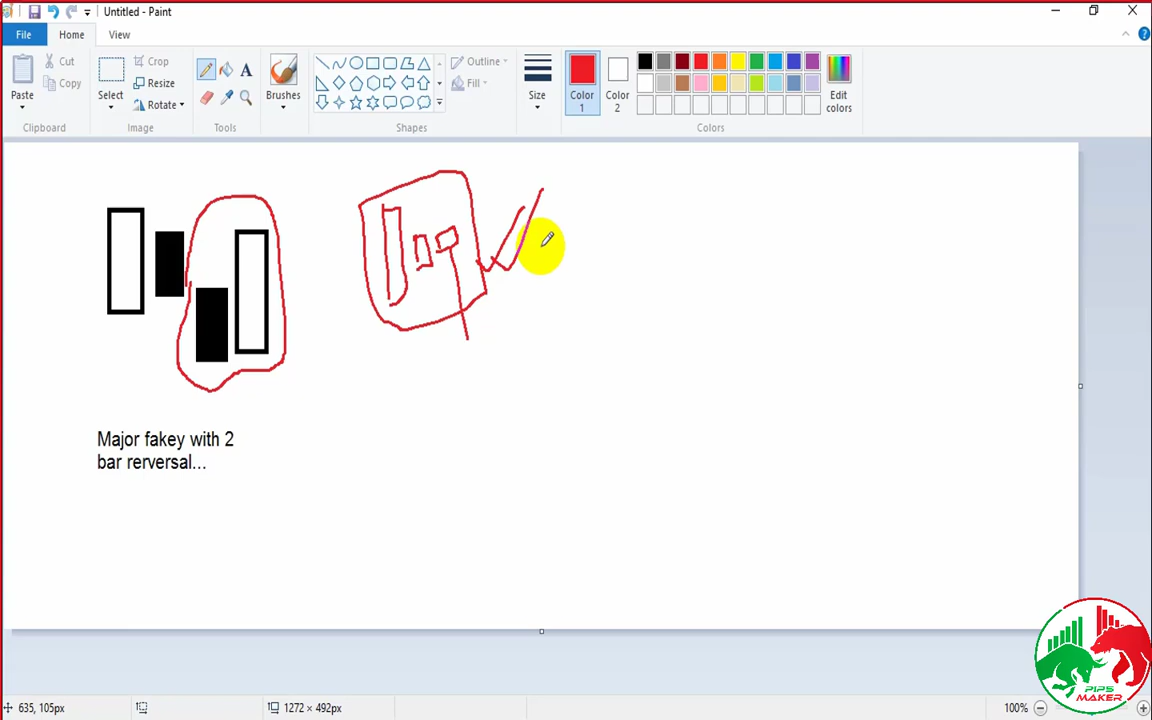 Untitled - Paint
File
Home
View
Paste
Cut
Copy
Clipboard
Select
Crop
Resize
Rotate
Image
Tools
Brushes
Outline
Fill
Shapes
Size
Color 1
Color 2
Edit colors
Colors
Major fakey with 2
bar rerversal...
PIPS
MAKER
635, 105px
1272 × 492px
100%